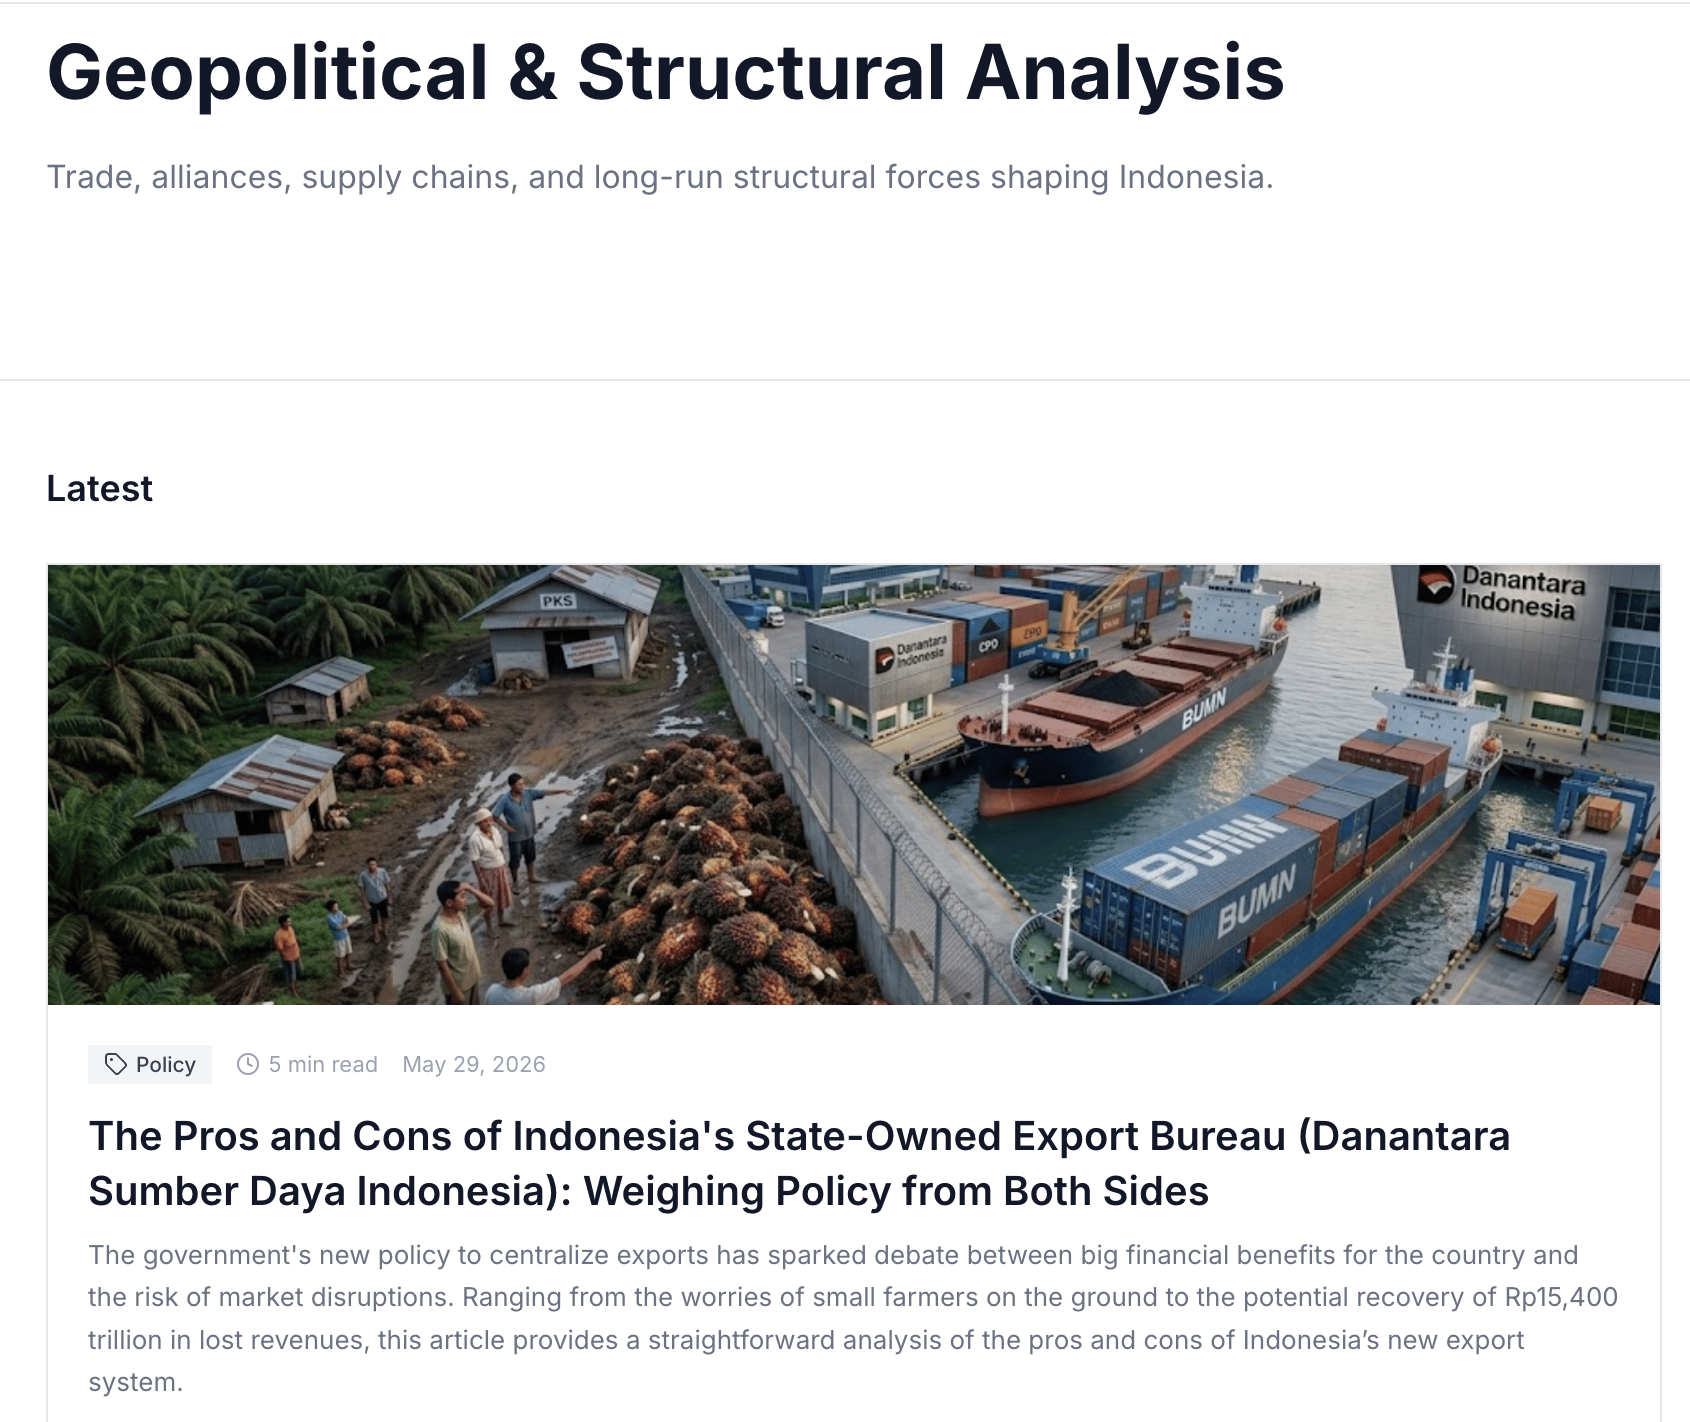 Geopolitical & Structural Analysis
Trade, alliances, supply chains, and long-run structural forces shaping Indonesia.
Latest
PKS
Danantara
Indonesia
CPO
CPO
Danantara
Indonesia
BUMN
BUNN
BUMN
Policy
5 min read
May 29, 2026
The Pros and Cons of Indonesia's State-Owned Export Bureau (Danantara
Sumber Daya Indonesia): Weighing Policy from Both Sides
The government's new policy to centralize exports has sparked debate between big financial benefits for the country and
the risk of market disruptions. Ranging from the worries of small farmers on the ground to the potential recovery of Rp15,400
trillion in lost revenues, this article provides a straightforward analysis of the pros and cons of Indonesia’s new export
system.